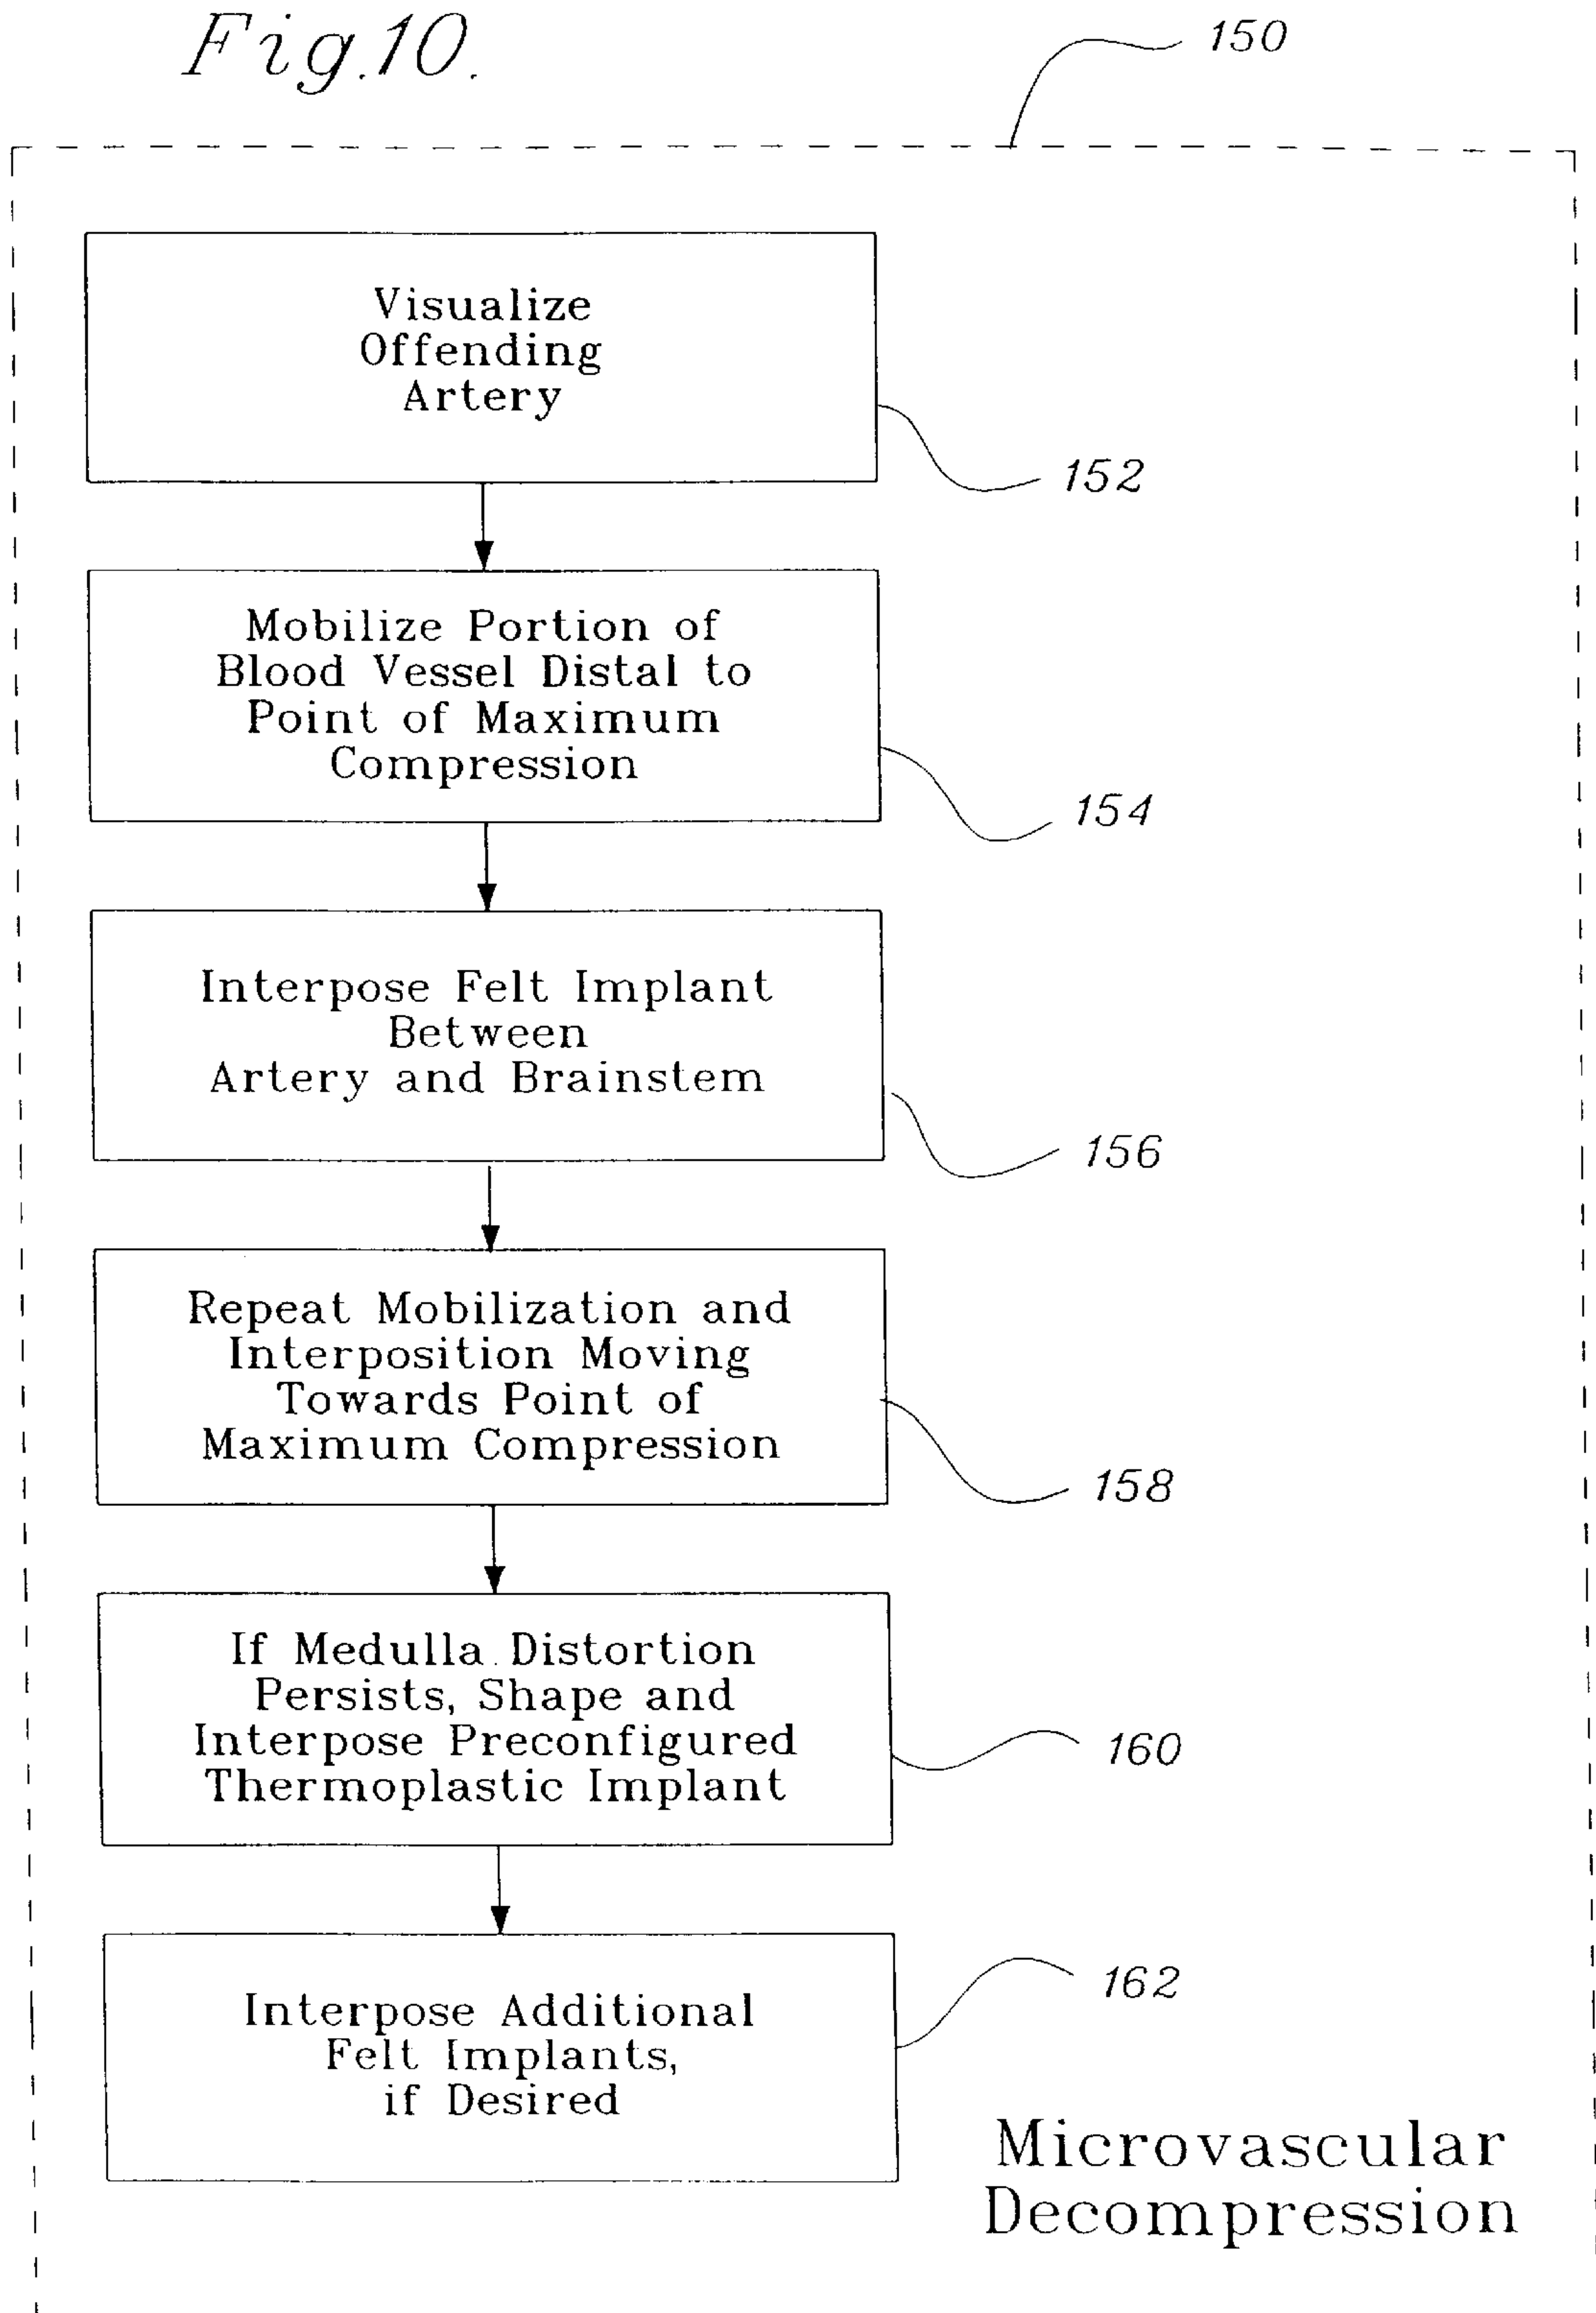 Fig.10.
150
Visualize
Offending
Artery
152
Mobilize Portion of
Blood Vessel Distal to
Point of Maximum
Compression
154
Interpose Felt Implant
Between
Artery and Brainstem
156
Repeat Mobilization and
Interposition Moving
Towards Point of
Maximum Compression
158
If Medulla Distortion
Persists, Shape and
Interpose Preconfigured
Thermoplastic Implant
160
Interpose Additional
Felt Implants,
if Desired
162
Microvascular
Decompression